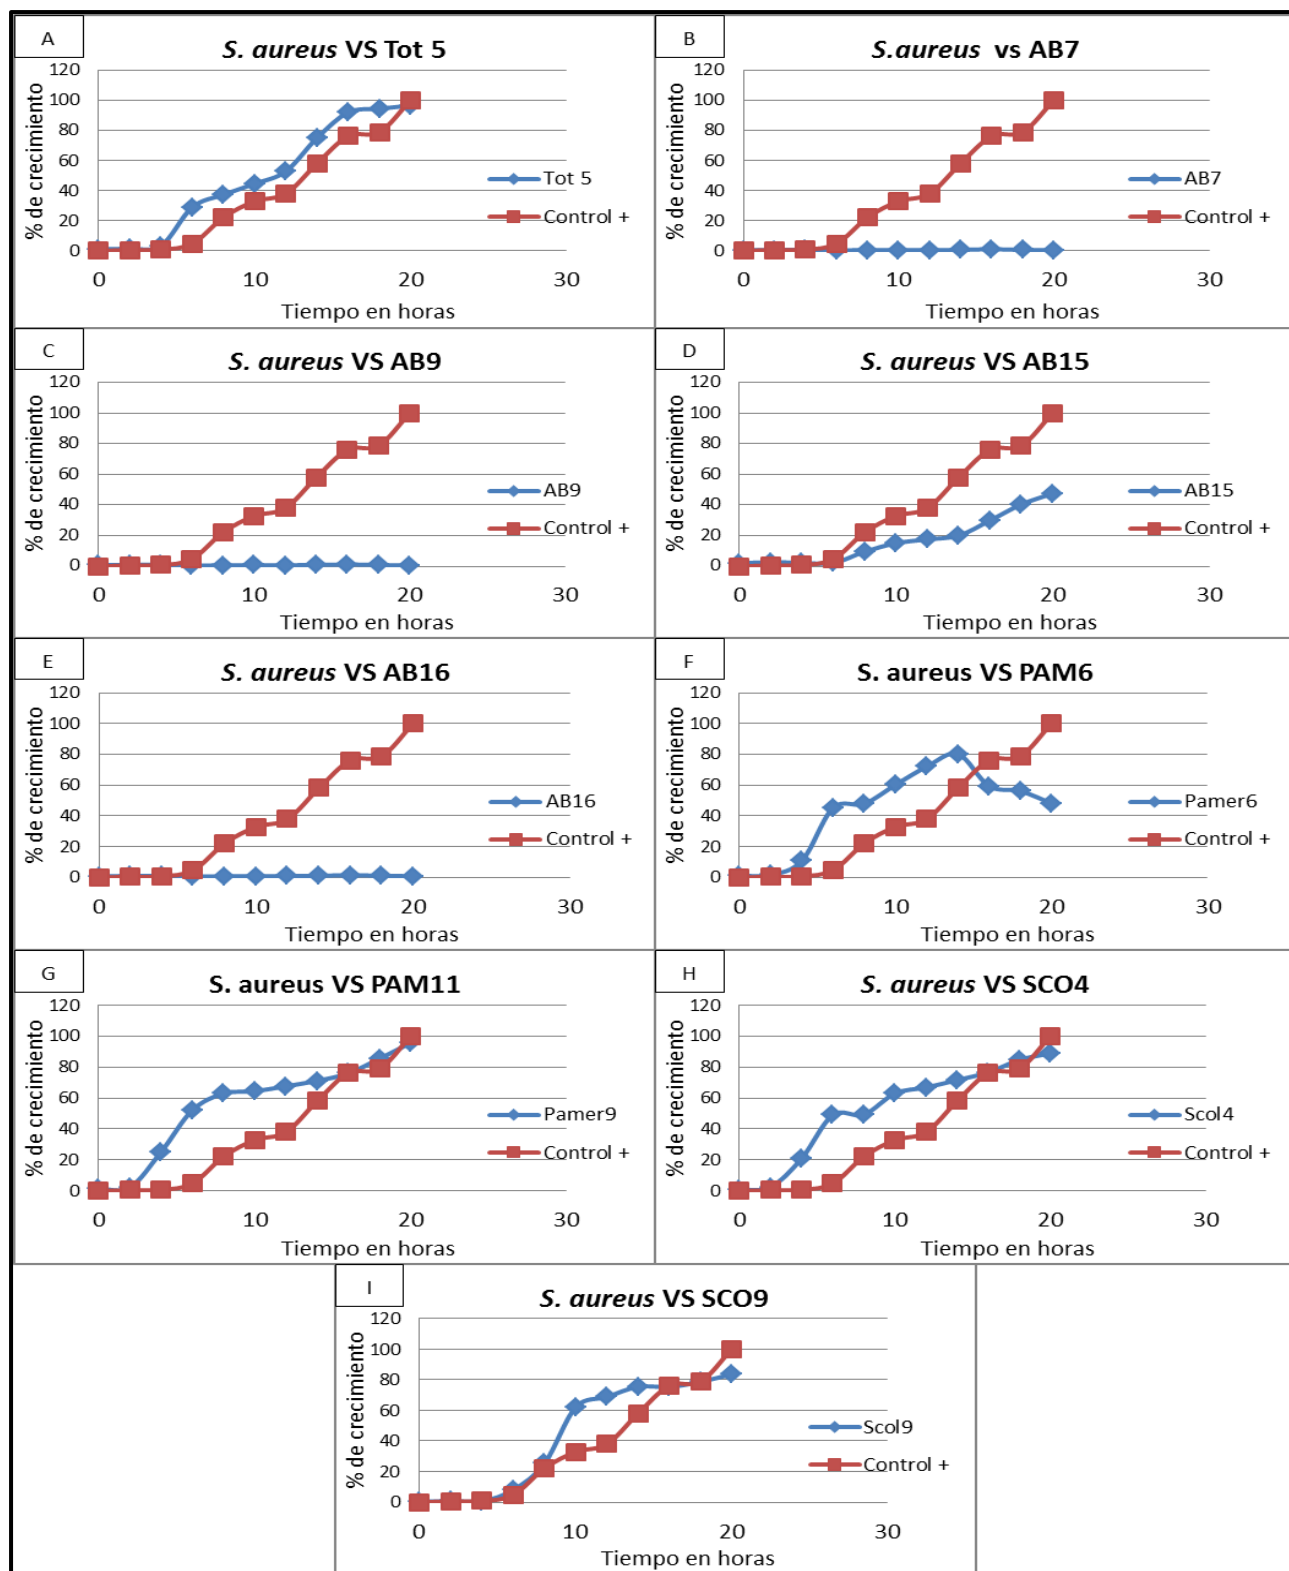 A
S. aureus VS Tot 5
% de crecimiento
120
100
80
60
40
20
0
0 10 20 30
Tiempo en horas
Tot 5
Control +
B
S.aureus vs AB7
% de crecimiento
120
100
80
60
40
20
0
0 10 20 30
Tiempo en horas
AB7
Control +
C
S. aureus VS AB9
% de crecimiento
120
100
80
60
40
20
0
0 10 20 30
Tiempo en horas
AB9
Control +
D
S. aureus VS AB15
% de crecimiento
120
100
80
60
40
20
0
0 10 20 30
Tiempo en horas
AB15
Control +
E
S. aureus VS AB16
% de crecimiento
120
100
80
60
40
20
0
0 10 20 30
Tiempo en horas
AB16
Control +
F
S. aureus VS PAM6
% de crecimiento
120
100
80
60
40
20
0
0 10 20 30
Tiempo en horas
Pamer6
Control +
G
S. aureus VS PAM11
% de crecimiento
120
100
80
60
40
20
0
0 10 20 30
Tiempo en horas
Pamer9
Control +
H
S. aureus VS SCO4
% de crecimiento
120
100
80
60
40
20
0
0 10 20 30
Tiempo en horas
Scol4
Control +
I
S. aureus VS SCO9
% de crecimiento
120
100
80
60
40
20
0
0 10 20 30
Tiempo en horas
Scol9
Control +